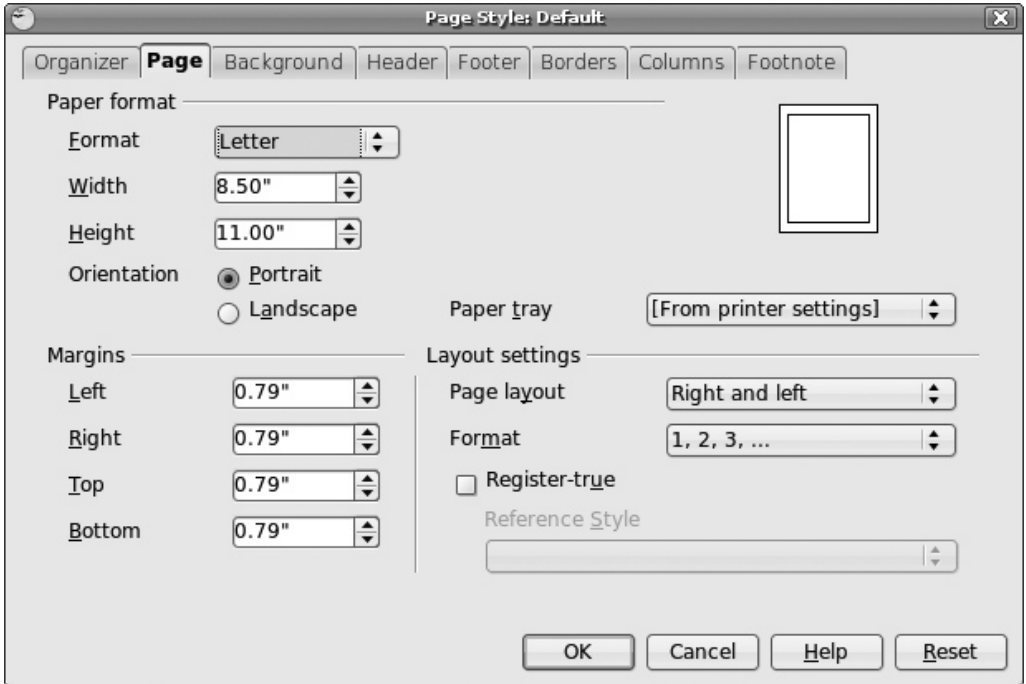 Page Style: Default
Organizer Page Background Header Footer Borders Columns Footnote
Paper format
Format Letter
Width 8.50"
Height 11.00"
Orientation Portrait
Landscape
Paper tray [From printer settings]
Margins
Left 0.79"
Right 0.79"
Top 0.79"
Bottom 0.79"
Layout settings
Page layout Right and left
Format 1, 2, 3, ...
Register-true
Reference Style
OK Cancel Help Reset